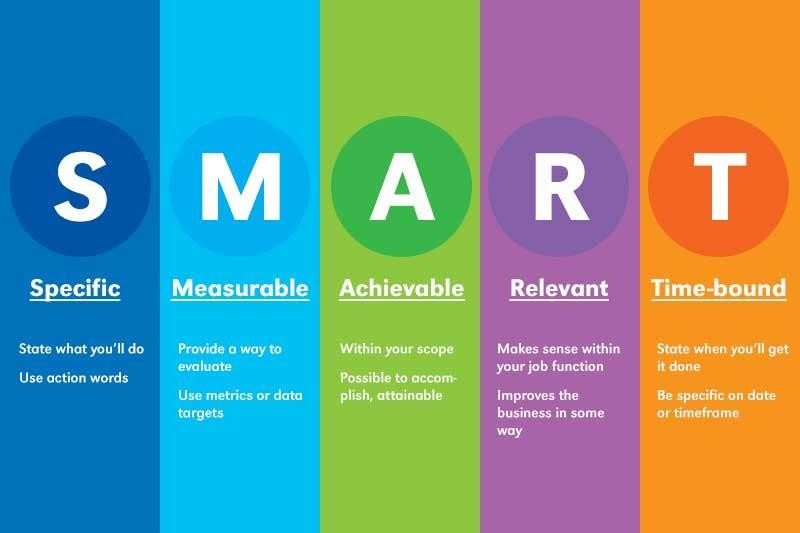 S
Specific
State what you'll do
Use action words
M
Measurable
Provide a way to
evaluate
Use metrics or data
targets
A
Achievable
Within your scope
Possible to accom-
plish, attainable
R
Relevant
Makes sense within
your job function
Improves the
business in some
way
T
Time-bound
State when you'll get
it done
Be specific on date
or timeframe